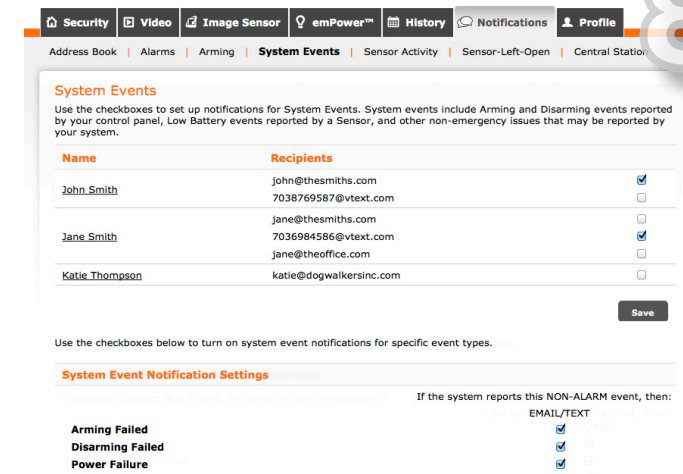 Security Video Image Sensor emPower™ History Notifications Profile
Address Book | Alarms | Arming | System Events | Sensor Activity | Sensor-Left-Open | Central Station
System Events
Use the checkboxes to set up notifications for System Events. System events include Arming and Disarming events reported
by your control panel, Low Battery events reported by a Sensor, and other non-emergency issues that may be reported by
your system.
Name Recipients
John Smith
john@thesmiths.com
7038769587@vtext.com
Jane Smith
jane@thesmiths.com
7036984586@vtext.com
jane@theoffice.com
Katie Thompson katie@dogwalkersinc.com
Save
Use the checkboxes below to turn on system event notifications for specific event types.
System Event Notification Settings
If the system reports this NON-ALARM event, then:
EMAIL/TEXT
Arming Failed
Disarming Failed
Power Failure